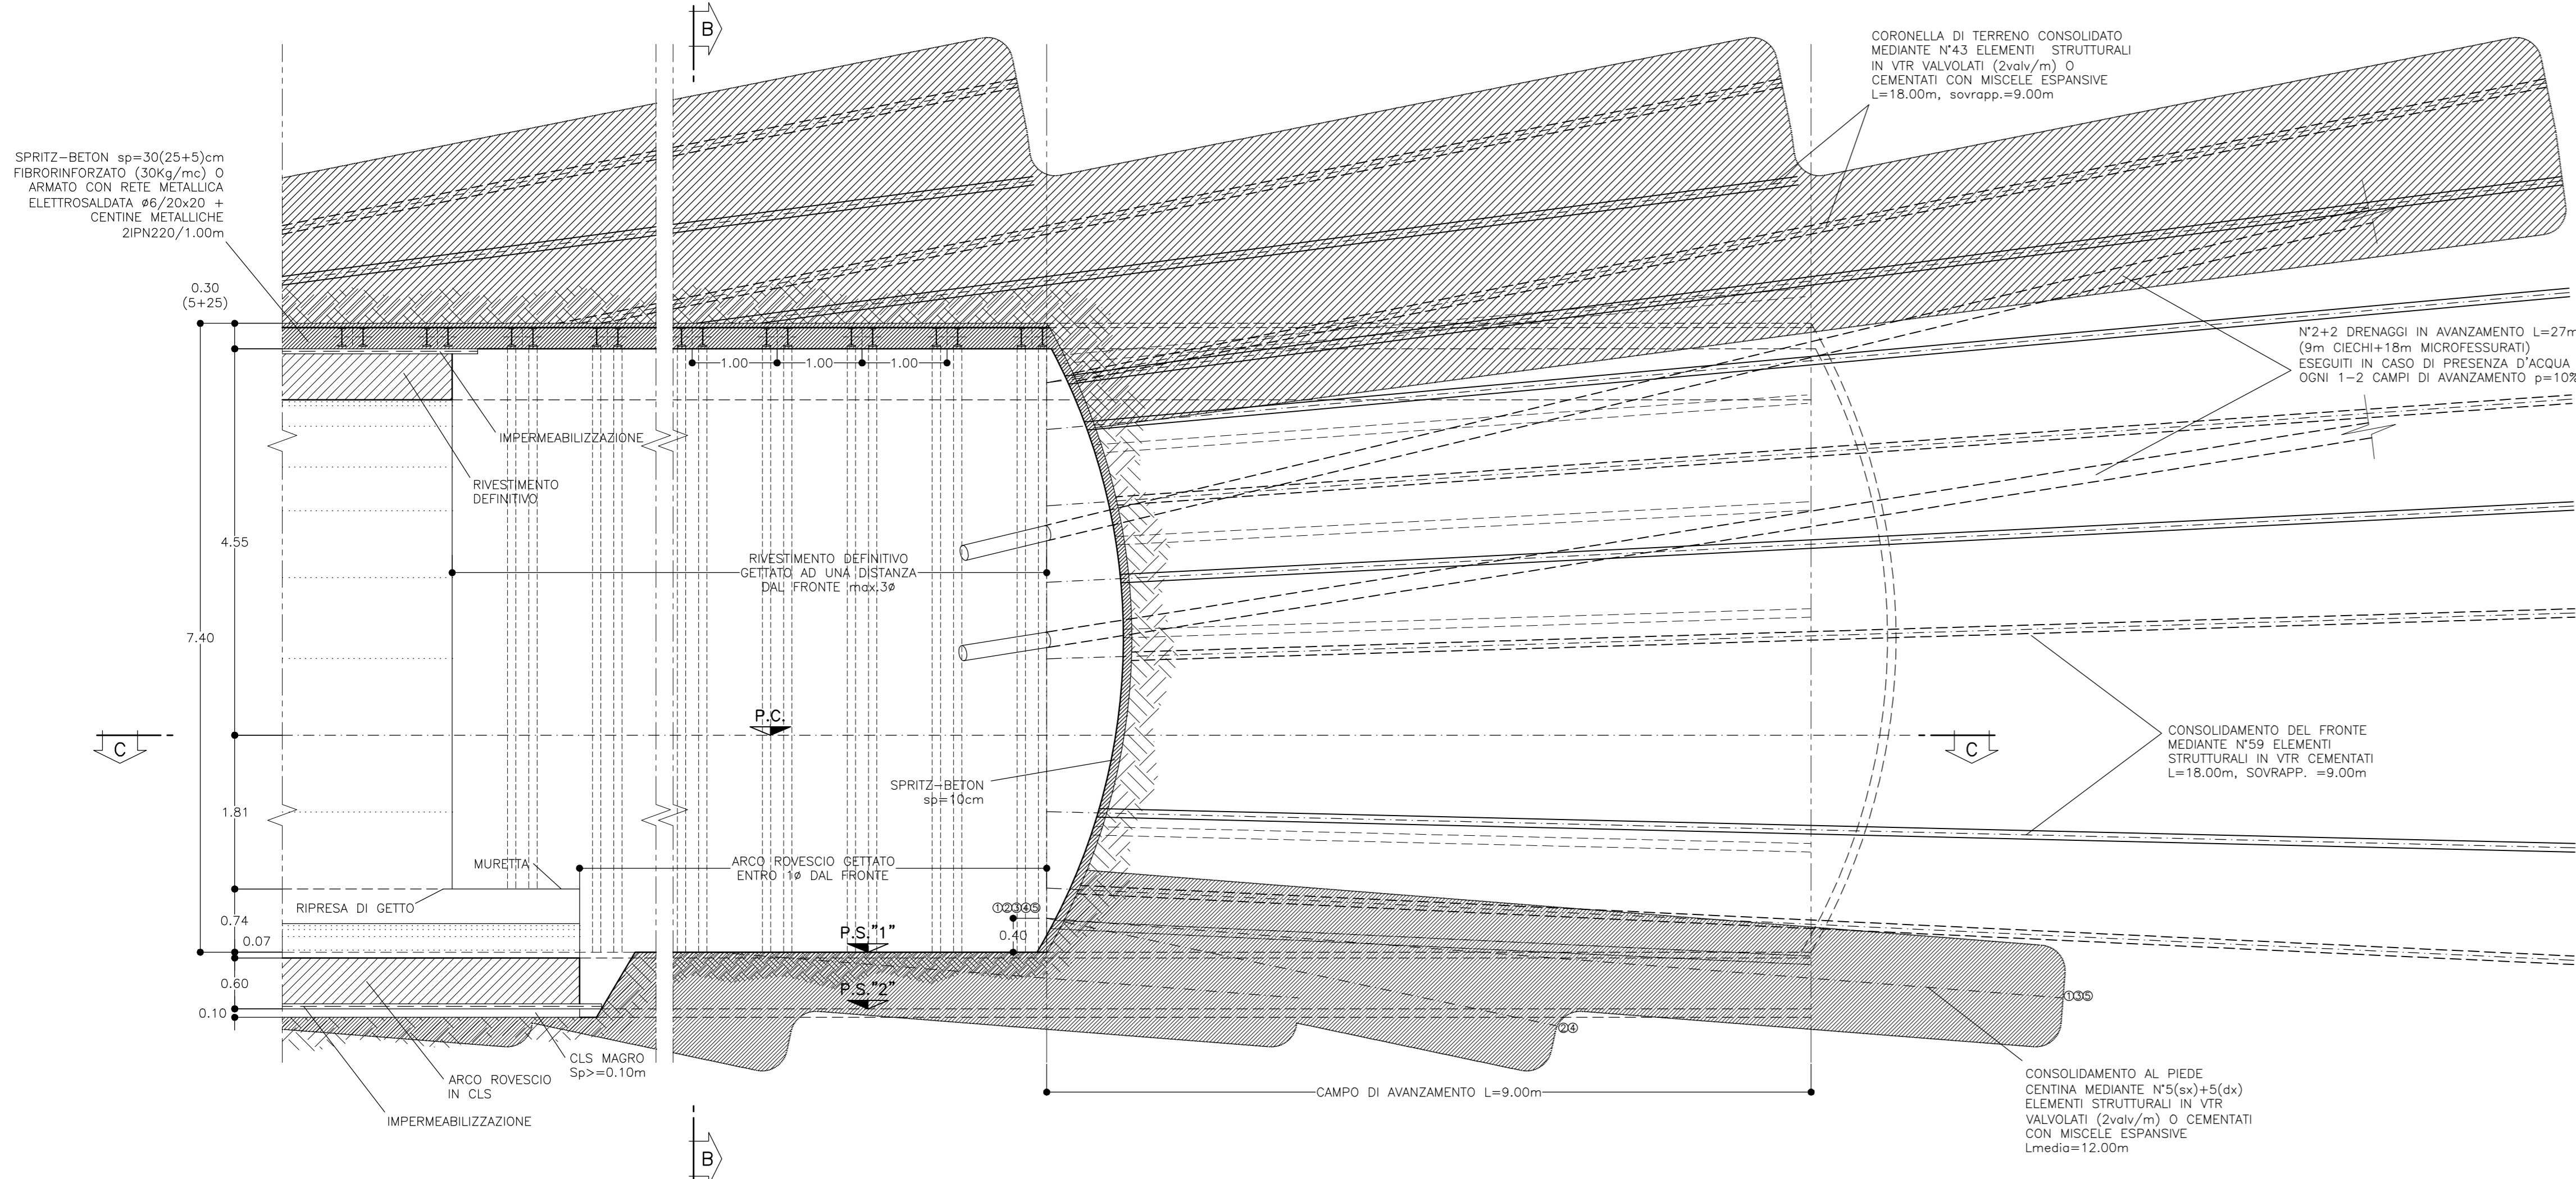 B
CORONELLA DI TERRENO CONSOLIDATO
MEDIANTE N°43 ELEMENTI STRUTTURALI
IN VTR VALVOLATI (2valv/m) O
CEMENTATI CON MISCELE ESPANSIVE
L=18.00m, sovrapp.=9.00m
SPRITZ-BETON sp=30(25+5)cm
FIBRORINFORZATO (30Kg/mc) O
ARMATO CON RETE METALLICA
ELETTROSALDATA ø6/20x20 +
CENTINE METALLICHE
2IPN220/1.00m
0.30
(5+25)
N°2+2 DRENAGGI IN AVANZAMENTO L=27m
(9m CIECHI+18m MICROFESSURATI)
ESEGUITI IN CASO DI PRESENZA D'ACQUA
OGNI 1-2 CAMPI DI AVANZAMENTO p=10%
1.00
1.00
1.00
IMPERMEABILIZZAZIONE
RIVESTIMENTO
DEFINITIVO
4.55
RIVESTIMENTO DEFINITIVO
GETTATO AD UNA DISTANZA
DAL FRONTE max.3ø
7.40
P.C.
C
C
CONSOLIDAMENTO DEL FRONTE
MEDIANTE N°59 ELEMENTI
STRUTTURALI IN VTR CEMENTATI
L=18.00m, SOVRAPP. =9.00m
SPRITZ-BETON
sp=10cm
1.81
MURETTA
ARCO ROVESCIO GETTATO
ENTRO 1ø DAL FRONTE
RIPRESA DI GETTO
①②③④⑤
0.74
0.07
P.S."1"
0.40
0.60
P.S."2"
①③⑤
0.10
②④
CLS MAGRO
Sp>=0.10m
ARCO ROVESCIO
IN CLS
IMPERMEABILIZZAZIONE
CAMPO DI AVANZAMENTO L=9.00m
CONSOLIDAMENTO AL PIEDE
CENTINA MEDIANTE N°5(sx)+5(dx)
ELEMENTI STRUTTURALI IN VTR
VALVOLATI (2valv/m) O CEMENTATI
CON MISCELE ESPANSIVE
Lmedia=12.00m
B